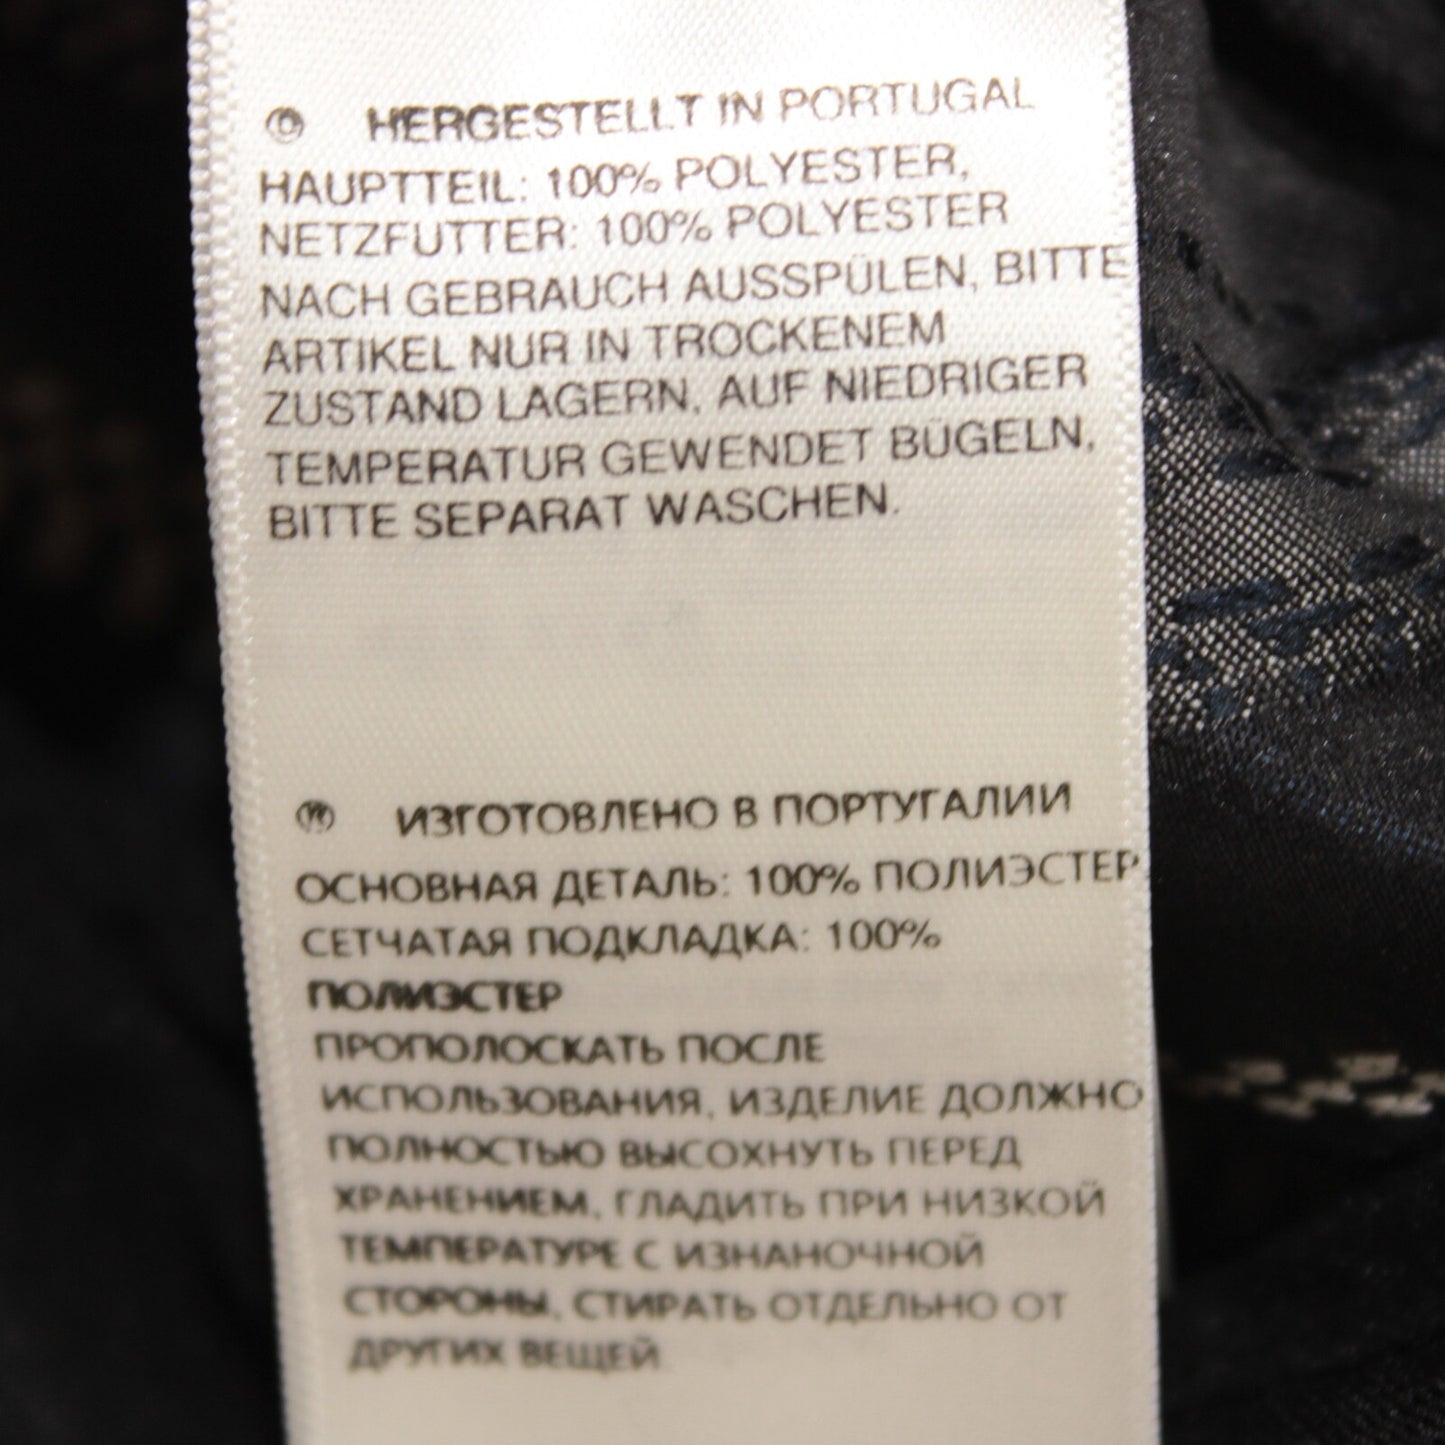 HERGESTELLT IN PORTUGAL
HAUPTTEIL: 100% POLYESTER,
NETZFUTTER: 100% POLYESTER
NACH GEBRAUCH AUSSPÜLEN, BITTE
ARTIKEL NUR IN TROCKENEM
ZUSTAND LAGERN, AUF NIEDRIGER
TEMPERATUR GEWENDET BÜGELN,
BITTE SEPARAT WASCHEN.
ИЗГОТОВЛЕНО В ПОРТУГАЛИИ
ОСНОВНАЯ ДЕТАЛЬ: 100% ПОЛИЭСТЕР
СЕТЧАТАЯ ПОДКЛАДКА: 100%
ПОЛИЭСТЕР
ПРОПОЛОСКАТЬ ПОСЛЕ
ИСПОЛЬЗОВАНИЯ, ИЗДЕЛИЕ ДОЛЖНО
ПОЛНОСТЬЮ ВЫСОХНУТЬ ПЕРЕД
ХРАНЕНИЕМ, ГЛАДИТЬ ПРИ НИЗКОЙ
ТЕМПЕРАТУРЕ С ИЗНАНОЧНОЙ
СТОРОНЫ, СТИРАТЬ ОТДЕЛЬНО ОТ
ДРУГИХ ВЕЩЕЙ